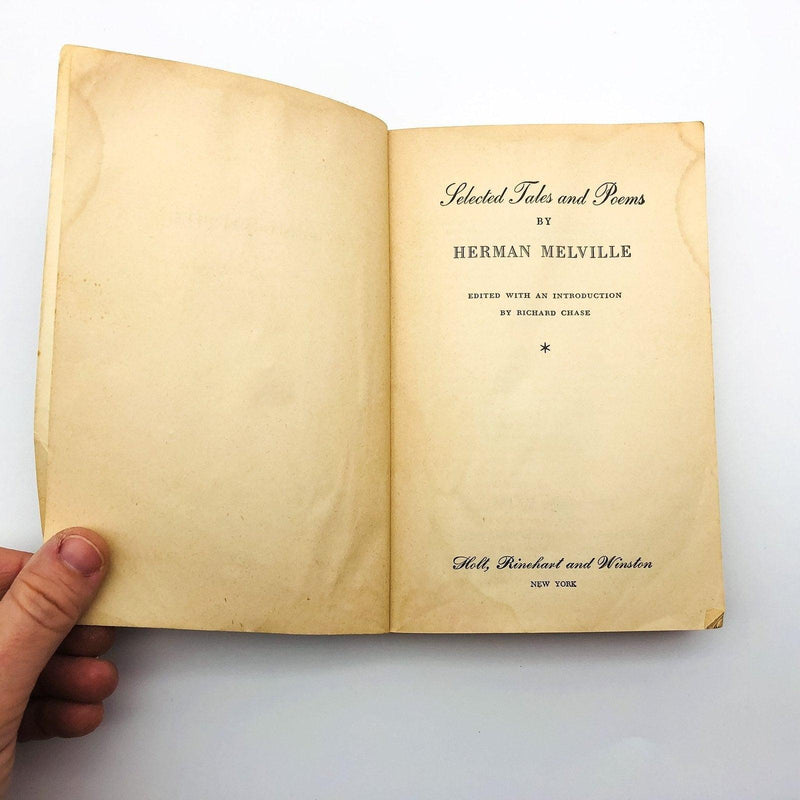 Selected Tales and Poems
BY
HERMAN MELVILLE
EDITED WITH AN INTRODUCTION
BY RICHARD CHASE
*
Holt, Rinehart and Winston
NEW YORK